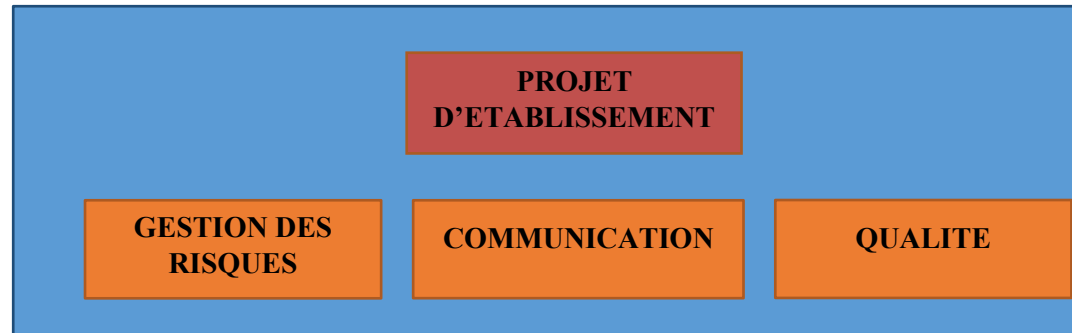 PROJET
D’ETABLISSEMENT
GESTION DES
RISQUES
COMMUNICATION
QUALITE